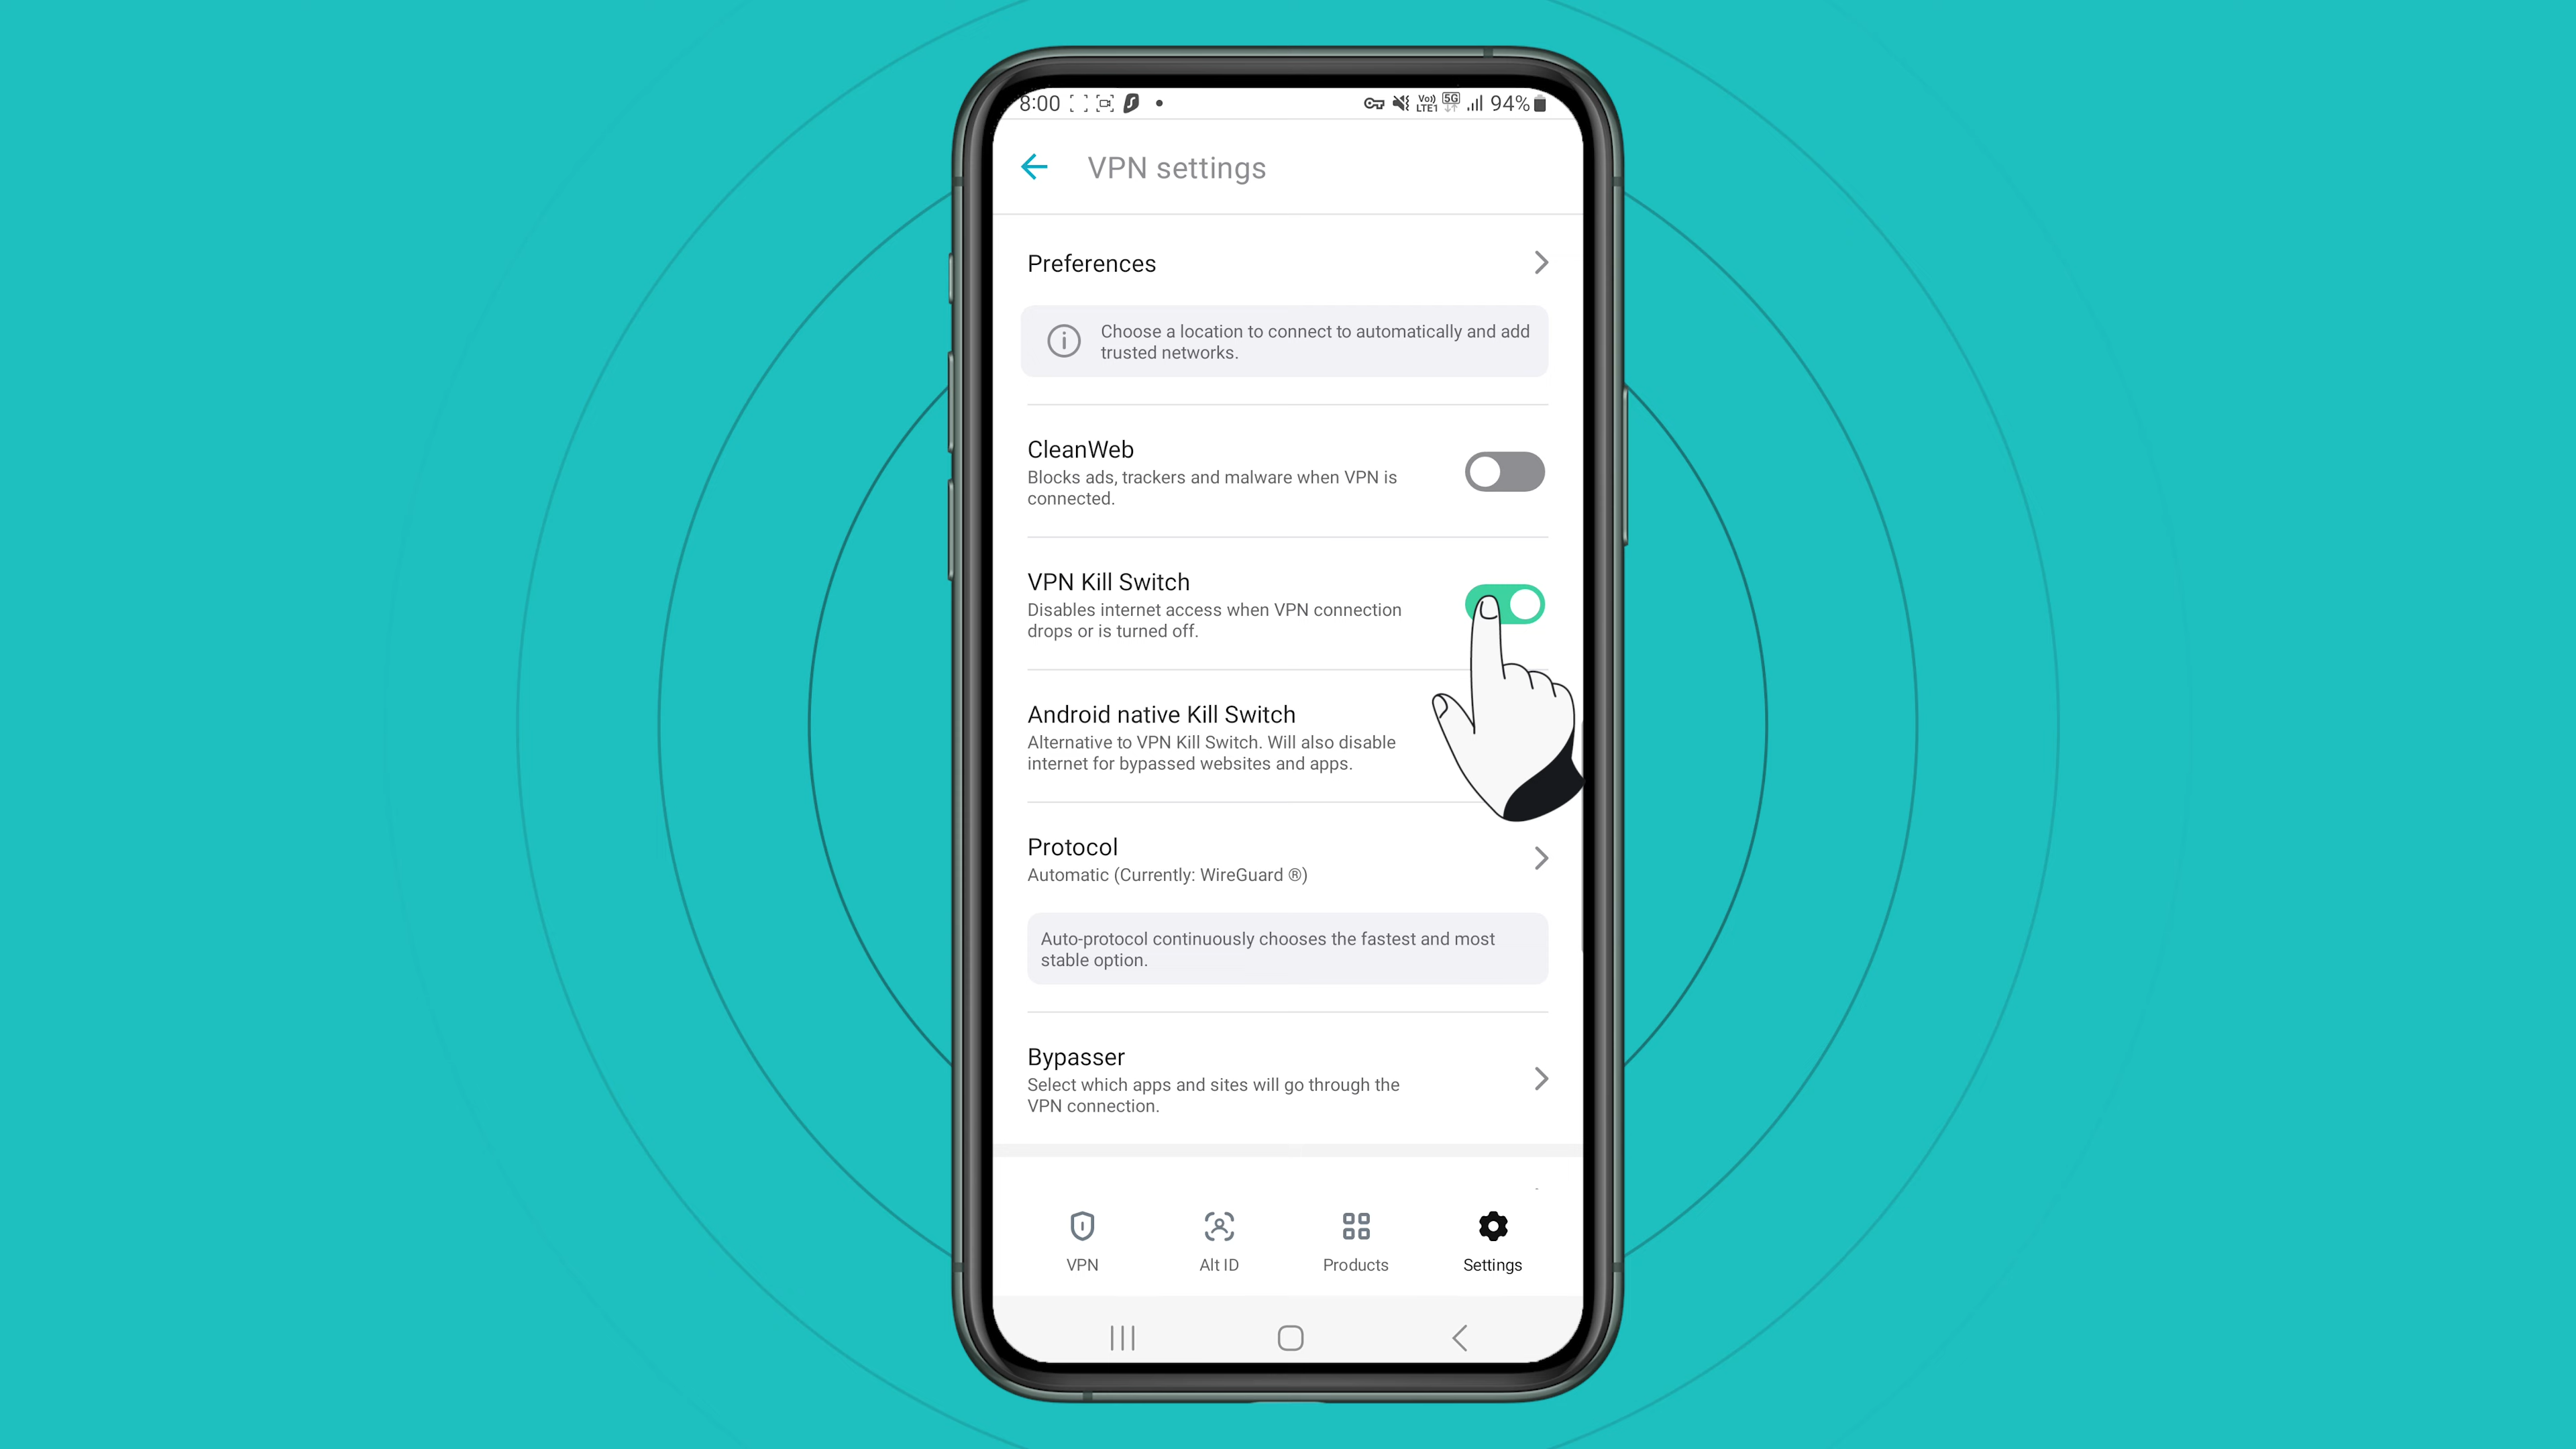 8:00 Vo)) LTE1 5G 94%
VPN settings
Preferences
Choose a location to connect to automatically and add
trusted networks.
CleanWeb
Blocks ads, trackers and malware when VPN is
connected.
VPN Kill Switch
Disables internet access when VPN connection
drops or is turned off.
Android native Kill Switch
Alternative to VPN Kill Switch. Will also disable
internet for bypassed websites and apps.
Protocol
Automatic (Currently: WireGuard ®)
Auto-protocol continuously chooses the fastest and most
stable option.
Bypasser
Select which apps and sites will go through the
VPN connection.
VPN Alt ID Products Settings